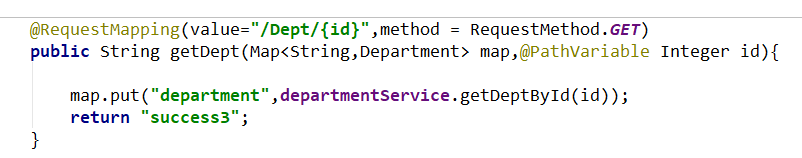 @RequestMapping(value="/Dept/{id}",method = RequestMethod.GET)
public String getDept(Map<String,Department> map,@PathVariable Integer id){
map.put("department",departmentService.getDeptById(id));
return "success3";
}